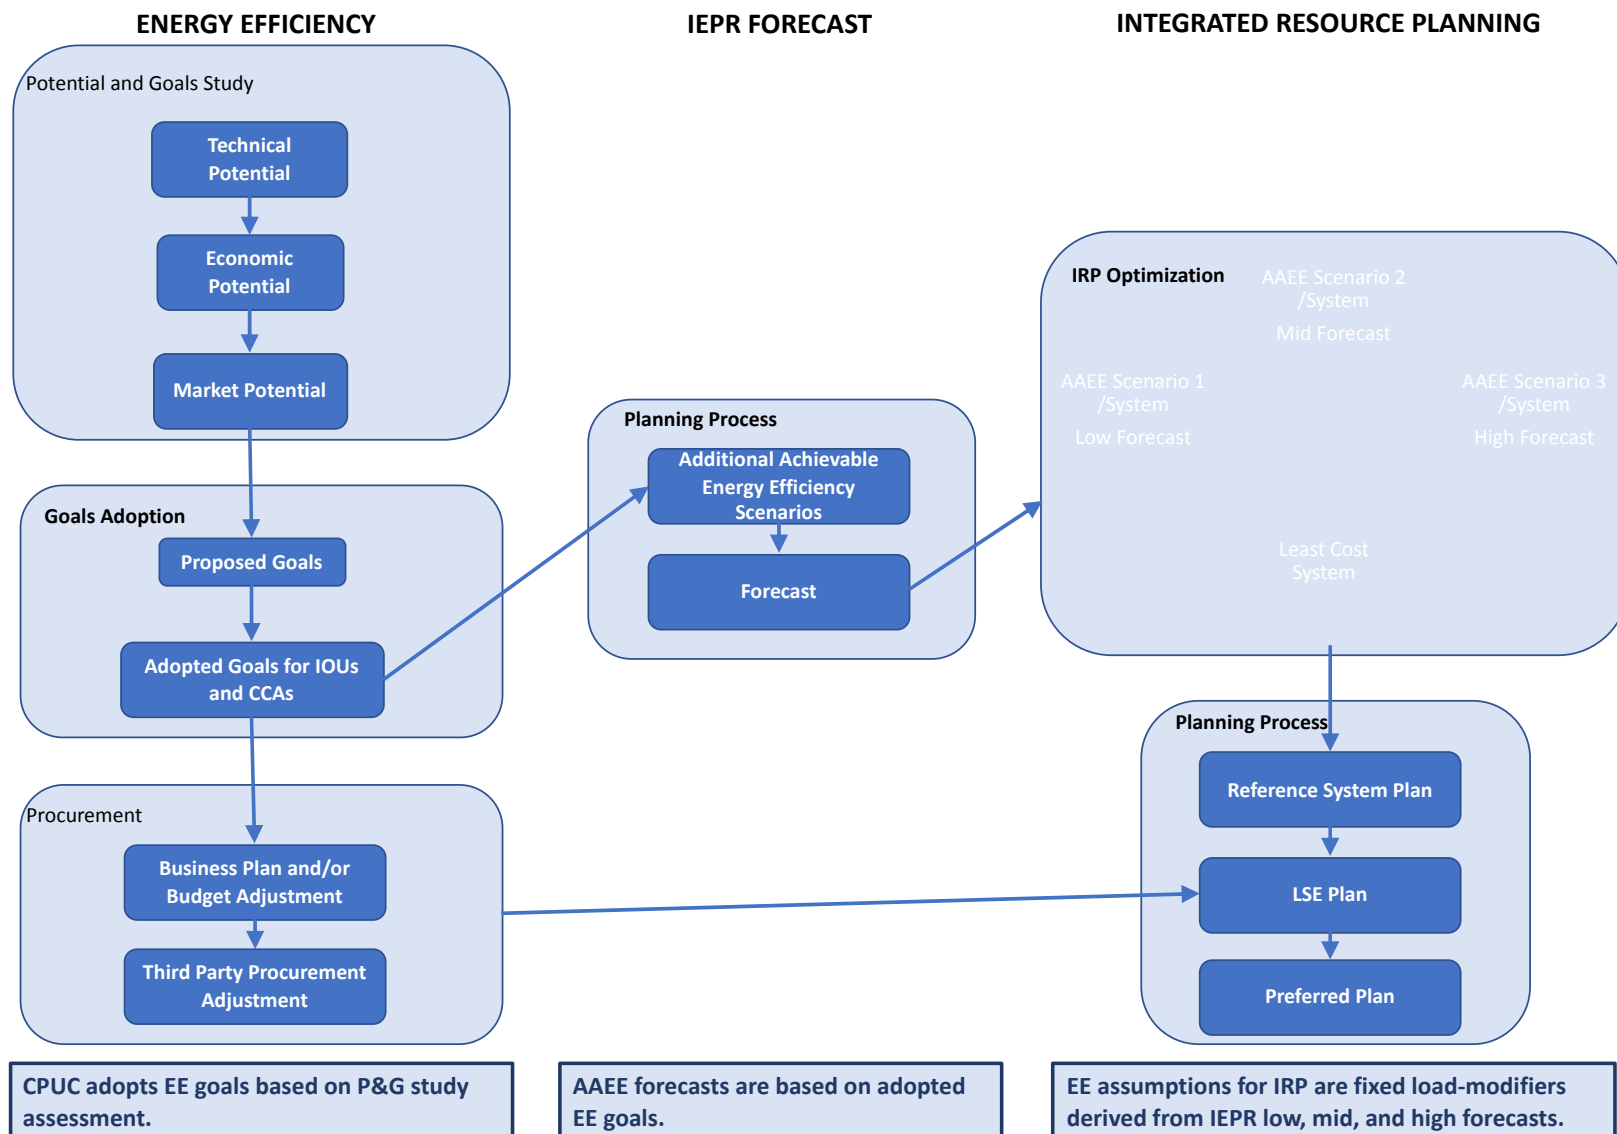 ENERGY EFFICIENCY
IEPR FORECAST
INTEGRATED RESOURCE PLANNING
Potential and Goals Study
Technical
Potential
Economic
Potential
Market Potential
Goals Adoption
Proposed Goals
Adopted Goals for IOUs
and CCAs
Procurement
Business Plan and/or
Budget Adjustment
Third Party Procurement
Adjustment
CPUC adopts EE goals based on P&G study
assessment.
Planning Process
Additional Achievable
Energy Efficiency
Scenarios
Forecast
AAEE forecasts are based on adopted
EE goals.
IRP Optimization
AAEE Scenario 2
/System
Mid Forecast
AAEE Scenario 1
/System
Low Forecast
AAEE Scenario 3
/System
High Forecast
Least Cost
System
Planning Process
Reference System Plan
LSE Plan
Preferred Plan
EE assumptions for IRP are fixed load-modifiers
derived from IEPR low, mid, and high forecasts.